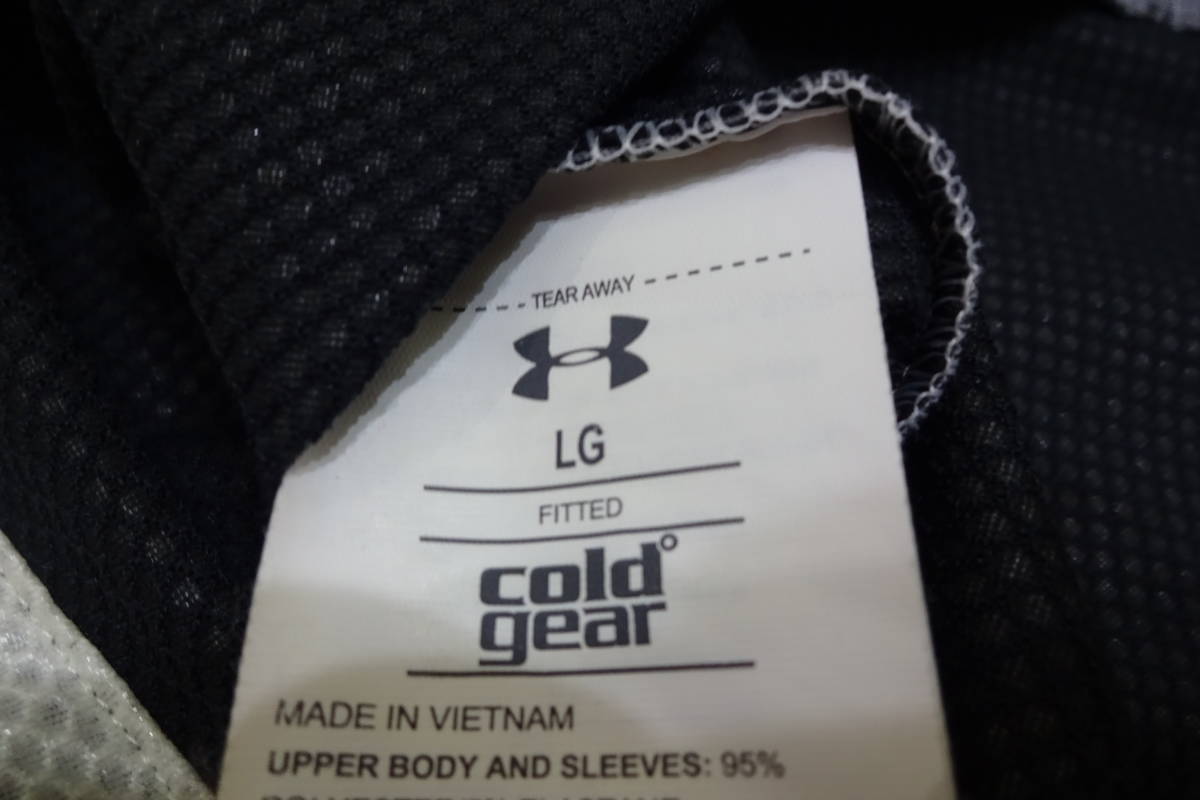 TEAR AWAY
LG
FITTED
cold°
gear
MADE IN VIETNAM
UPPER BODY AND SLEEVES: 95%